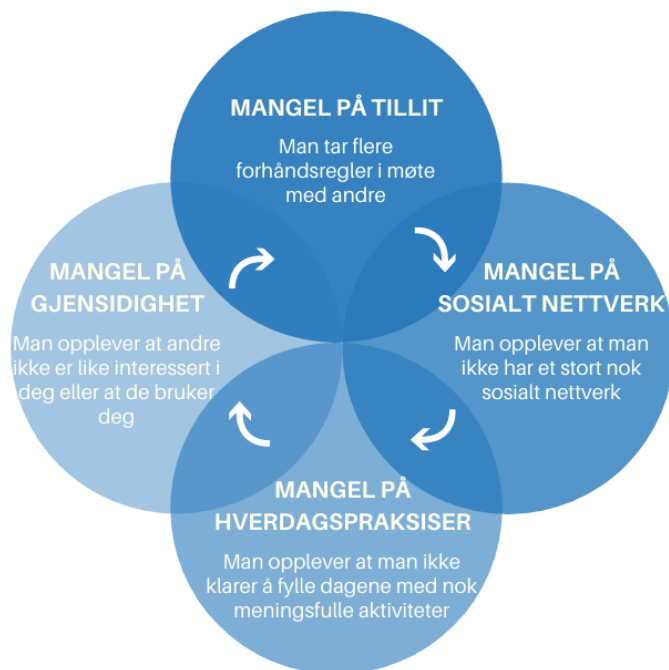 MANGEL PÅ TILLIT
Man tar flere
forhåndsregler i møte
med andre
MANGEL PÅ
GJENSIDIGHET
Man opplever at andre
ikke er like interessert i
deg eller at de bruker
deg
MANGEL PÅ
SOSIALT NETTVERK
Man opplever at man
ikke har et stort nok
sosialt nettverk
MANGEL PÅ
HVERDAGSPRAKSISER
Man opplever at man ikke
klarer å fylle dagene med nok
meningsfulle aktiviteter